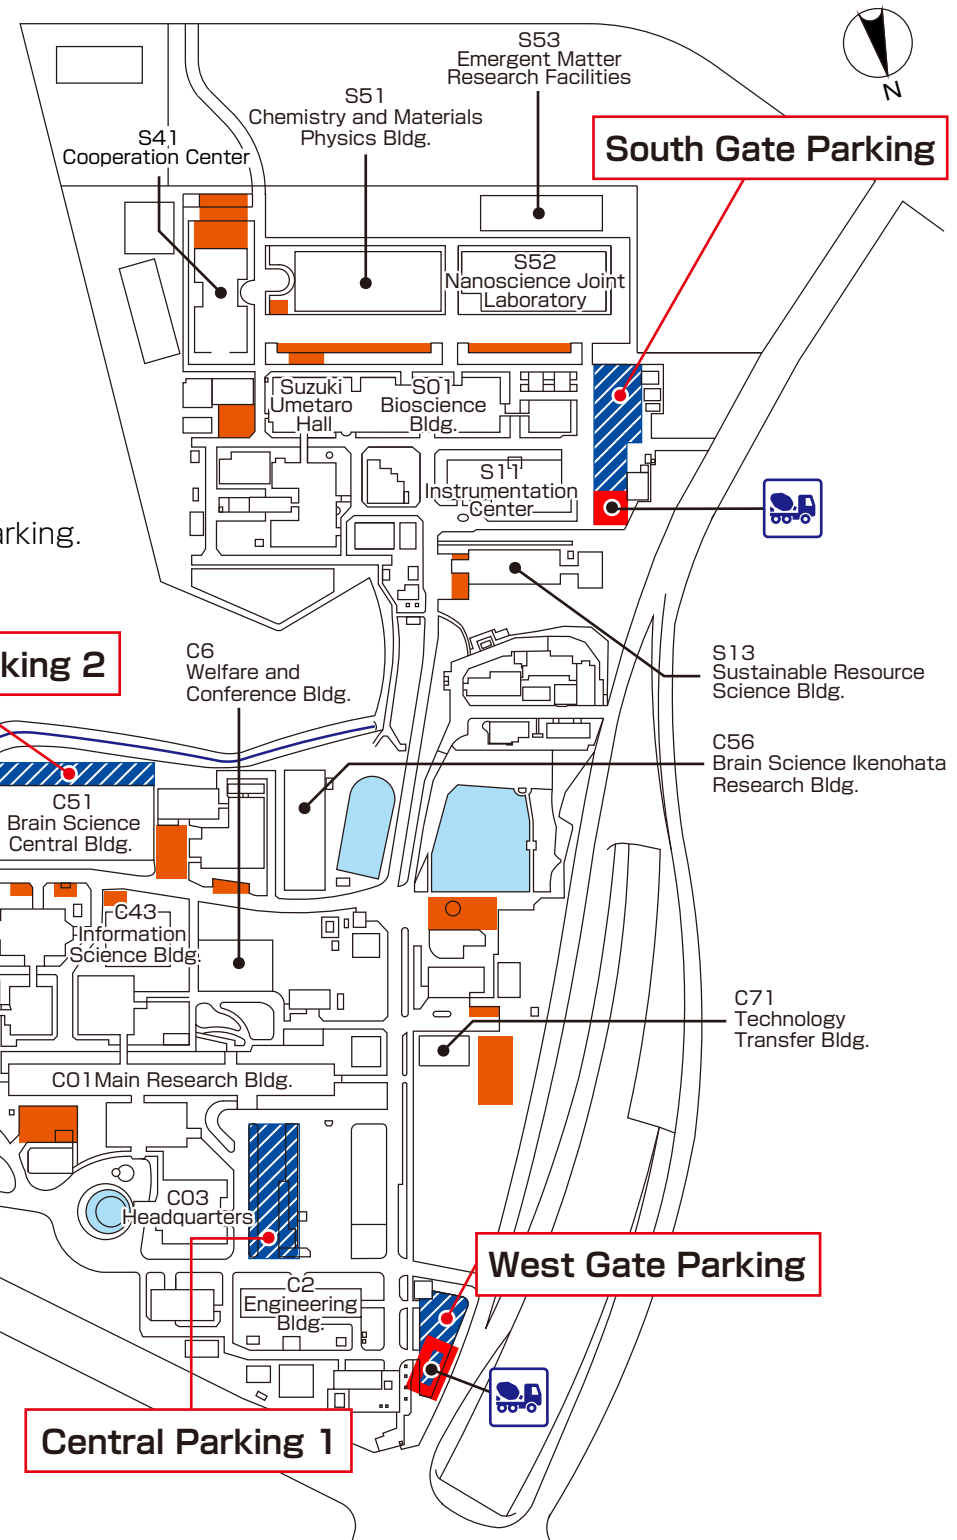 N
S53
Emergent Matter
Research Facilities
S51
Chemistry and Materials
Physics Bldg.
South Gate Parking
S41
Cooperation Center
S52
Nanoscience Joint
Laboratory
Suzuki
Umetaro
Hall
S01
Bioscience
Bldg.
S11
Instrumentation
Center
arking.
king 2
C6
Welfare and
Conference Bldg.
S13
Sustainable Resource
Science Bldg.
C56
Brain Science Ikenohata
Research Bldg.
C51
Brain Science
Central Bldg.
C43
Information
Science Bldg.
C71
Technology
Transfer Bldg.
C01Main Research Bldg.
C03
Headquarters
West Gate Parking
C2
Engineering
Bldg.
Central Parking 1